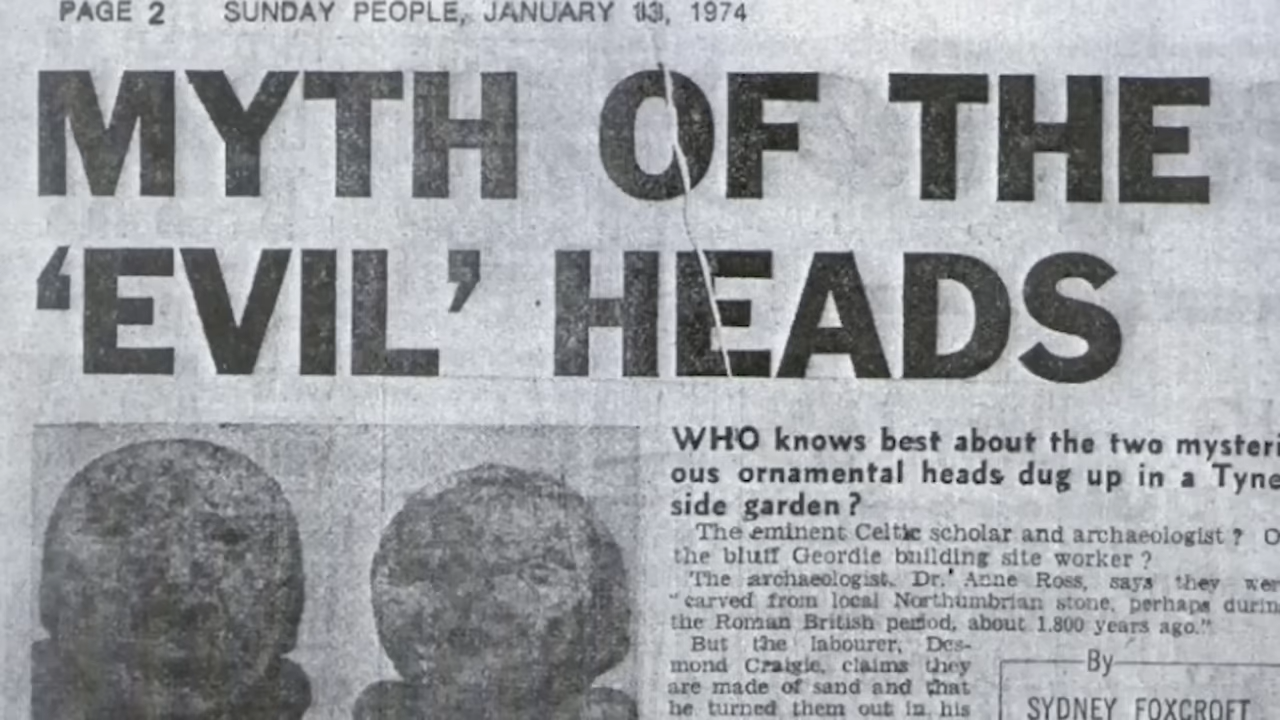 PAGE 2 SUNDAY PEOPLE, JANUARY 13, 1974
MYTH OF THE
‘EVIL’ HEADS
WHO knows best about the two mysteri
ous ornamental heads dug up in a Tyne
side garden?
The eminent Celtic scholar and archaeologist? O
the bluff Geordie building site worker?
The archaeologist, Dr. Anne Ross, says they wer
“carved from local Northumbrian stone, perhaps durin
the Roman British period, about 1,800 years ago.”
But the labourer, Des-
mond Craigie, claims they
are made of sand and that
he turned them out in his
By
SYDNEY FOXCROFT